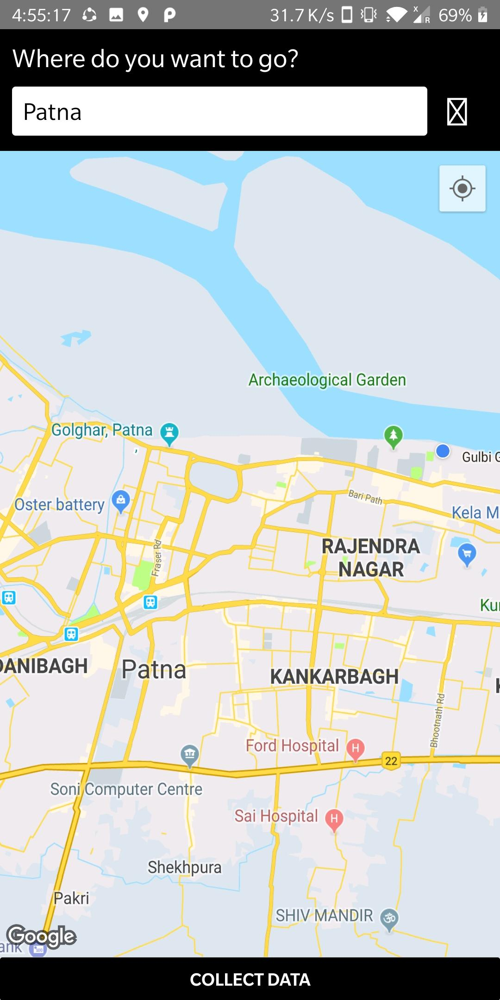 4:55:17 31.7 K/s X R 69%
Where do you want to go?
Patna
Archaeological Garden
Golghar, Patna
,
Gulbi G
Bari Path
Oster battery
Kela M
RAJENDRA
NAGAR
Fraser Rd
Kur
DANIBAGH
Patna
KANKARBAGH
K
Bhootnath Rd
Ford Hospital H
22
Soni Computer Centre
Sai Hospital H
Shekhpura
Pakri
SHIV MANDIR ॐ
Google
ank 100
COLLECT DATA